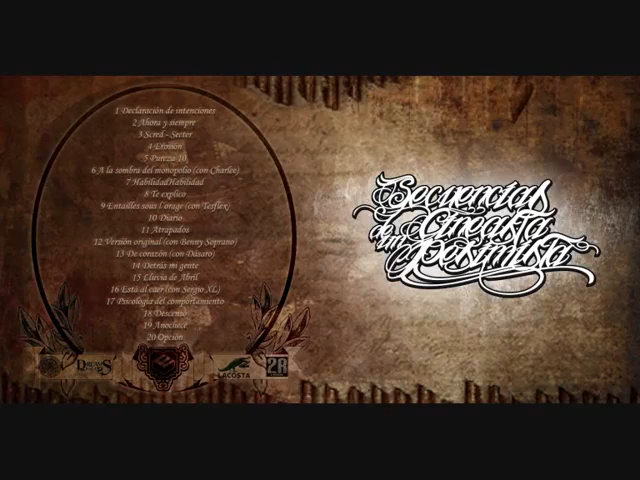 1 Declaración de intenciones
2 Ahora y siempre
3 Scred - Secter
4 Erosión
5 Pureza 10
6 A la sombra del monopolio (con Charlee)
7 HabilidadHabilidad
8 Te explico
9 Entailles sous l'orage (con Tesflex)
10 Diario
11 Atrapados
12 Versión original (con Benny Soprano)
13 De corazón (con Dásaro)
14 Detrás mi gente
15 Lluvia de Abril
16 Está al caer (con Sergio XL)
17 Psicología del comportamiento
18 Descenso
19 Anochece
20 Opción
LACOSTA
2R
Secuencias
de Cineasta
un Pesimista